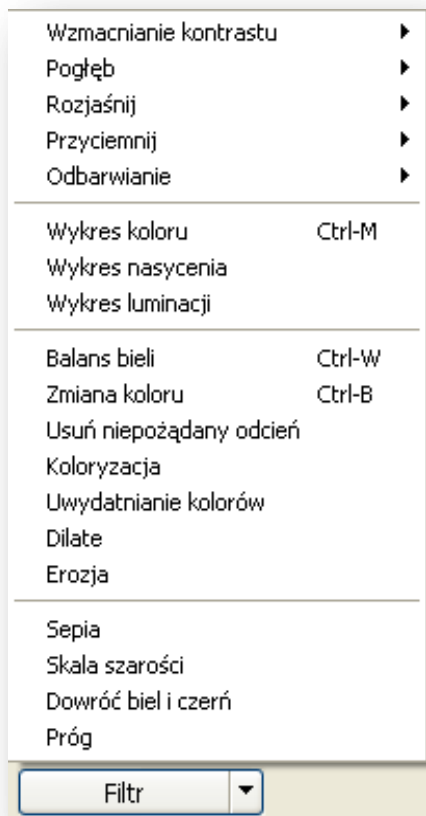 Wzmacnianie kontrastu
Pogłęb
Rozjaśnij
Przyciemnij
Odbarwianie
Wykres koloru Ctrl-M
Wykres nasycenia
Wykres luminacji
Balans bieli Ctrl-W
Zmiana koloru Ctrl-B
Usuń niepożądany odcień
Koloryzacja
Uwydatnianie kolorów
Dilate
Erozja
Sepia
Skala szarości
Dowróć biel i czerń
Próg
Filtr